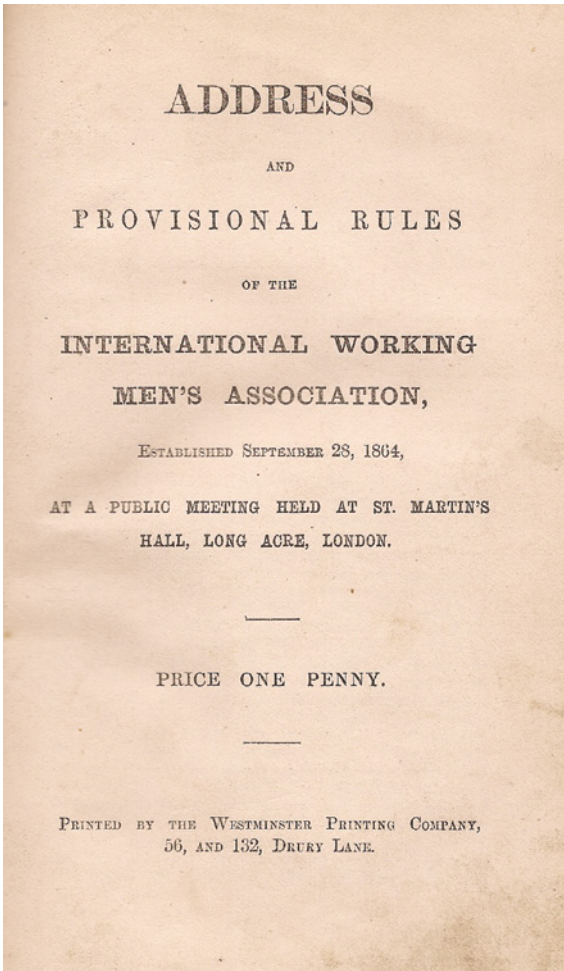 ADDRESS
AND
PROVISIONAL RULES
OF THE
INTERNATIONAL WORKING
MEN'S ASSOCIATION,
ESTABLISHED SEPTEMBER 28, 1864,
AT A PUBLIC MEETING HELD AT ST. MARTIN'S
HALL, LONG ACRE, LONDON.
PRICE ONE PENNY.
PRINTED BY THE WESTMINSTER PRINTING COMPANY,
56, AND 132, DRURY LANE.